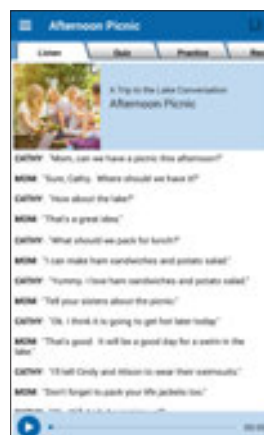 Afternoon Picnic
Listen
Quiz
Practice
A Trip to the Lake Conversation
Afternoon Picnic
CATHY: "Mom, can we have a picnic this afternoon?"
MOM: "Sure, Cathy. Where should we have it?"
CATHY: "How about the lake?"
MOM: "That's a great idea."
CATHY: "What should we pack for lunch?"
MOM: "I can make ham sandwiches and potato salad."
CATHY: "Yummy. I love ham sandwiches and potato salad."
MOM: "Tell your sisters about the picnic."
CATHY: "Ok. I think it is going to get hot later today."
MOM: "That's good. It will be a good day for a swim in the
lake."
CATHY: "I'll tell Cindy and Alison to wear their swimsuits."
MOM: "Don't forget to pack your life jackets too."